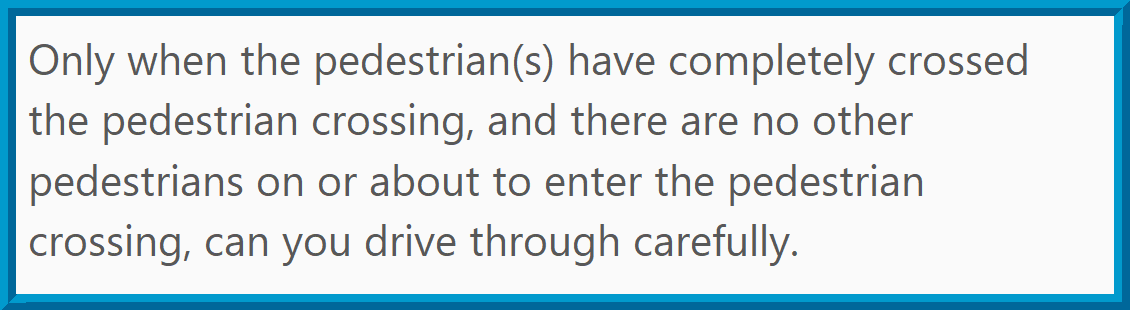 Only when the pedestrian(s) have completely crossed
the pedestrian crossing, and there are no other
pedestrians on or about to enter the pedestrian
crossing, can you drive through carefully.